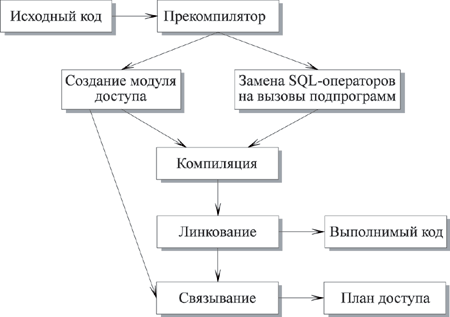 Исходный код
Прекомпилятор
Создание модуля
доступа
Замена SQL-операторов
на вызовы подпрограмм
Компиляция
Линкование
Выполнимый код
Связывание
План доступа